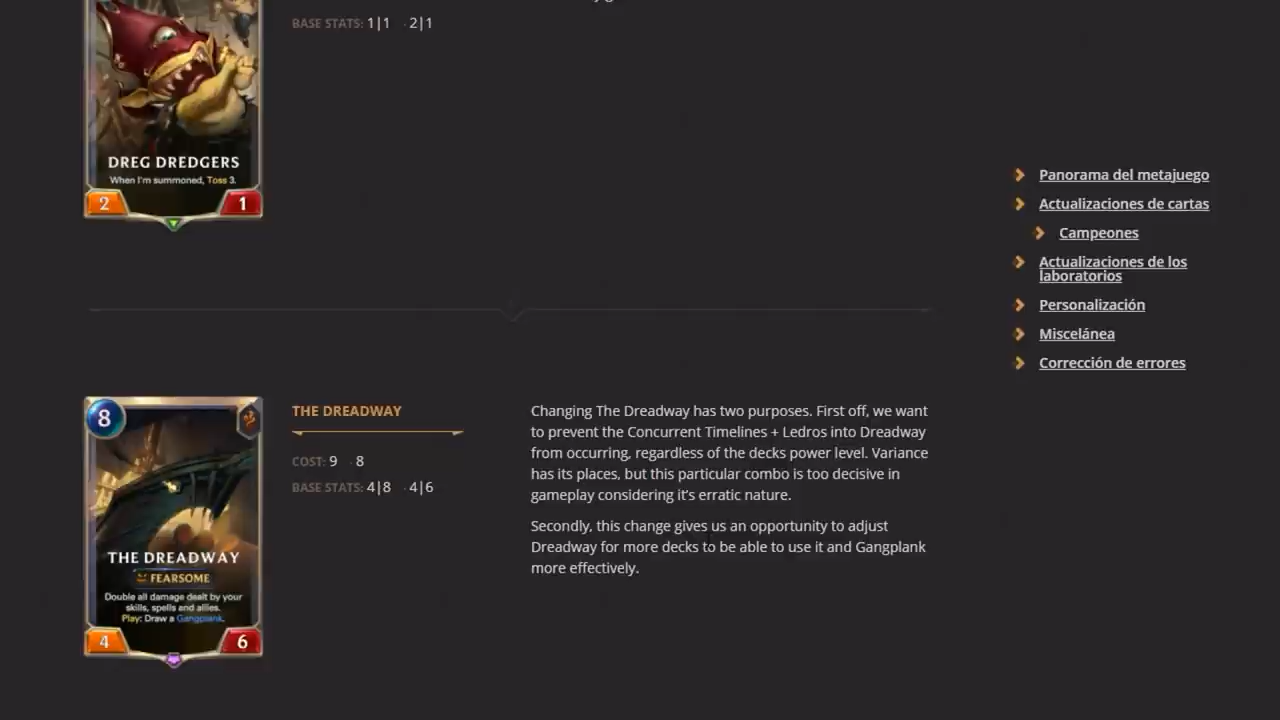 BASE STATS: 1|1 2|1
DREG DREDGERS
When I'm summoned, Toss 3.
2 1
Panorama del metajuego
Actualizaciones de cartas
Campeones
Actualizaciones de los
laboratorios
Personalización
Miscelánea
Corrección de errores
8
THE DREADWAY
FEARSOME
Double all damage dealt by your
skills, spells and allies.
Play: Draw a Gangplank.
4 6
THE DREADWAY
COST: 9 8
BASE STATS: 4|8 4|6
Changing The Dreadway has two purposes. First off, we want
to prevent the Concurrent Timelines + Ledros into Dreadway
from occurring, regardless of the decks power level. Variance
has its places, but this particular combo is too decisive in
gameplay considering it's erratic nature.
Secondly, this change gives us an opportunity to adjust
Dreadway for more decks to be able to use it and Gangplank
more effectively.